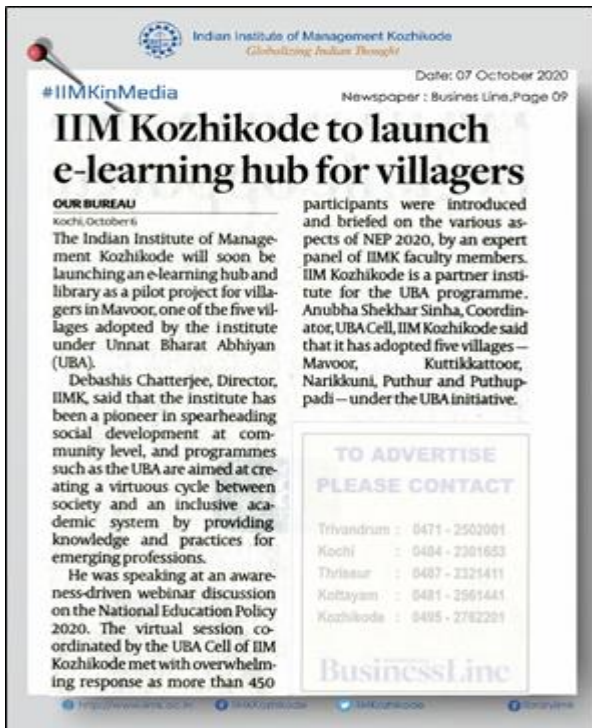 Indian Institute of Management Kozhikode
Globalizing Indian Thought
Date: 07 October 2020
#IIMKinMedia
Newspaper : Busines Line,Page 09
IIM Kozhikode to launch
e-learning hub for villagers
OUR BUREAU
Kochi, October 6
The Indian Institute of Manage-
ment Kozhikode will soon be
launching an e-learning hub and
library as a pilot project for villa-
gers in Mavoor, one of the five vil-
lages adopted by the institute
under Unnat Bharat Abhiyan
(UBA).
Debashis Chatterjee, Director,
IIMK, said that the institute has
been a pioneer in spearheading
social development at com-
munity level, and programmes
such as the UBA are aimed at cre-
ating a virtuous cycle between
society and an inclusive aca-
demic system by providing
knowledge and practices for
emerging professions.
He was speaking at an aware-
ness-driven webinar discussion
on the National Education Policy
2020. The virtual session co-
ordinated by the UBA Cell of IIM
Kozhikode met with overwhelm-
ing response as more than 450
participants were introduced
and briefed on the various as-
pects of NEP 2020, by an expert
panel of IIMK faculty members.
IIM Kozhikode is a partner insti-
tute for the UBA programme.
Anubha Shekhar Sinha, Coordin-
ator, UBA Cell, IIM Kozhikode said
that it has adopted five villages —
Mavoor, Kuttikkattoor,
Narikkuni, Puthur and Puthup-
padi — under the UBA initiative.
TO ADVERTISE
PLEASE CONTACT
Trivandrum : 0471 - 2502001
Kochi : 0484 - 2301653
Thrissur : 0487 - 2321411
Kottayam : 0481 - 2561441
Kozhikode : 0495 - 2762201
BusinessLine
http://www.iimk.ac.in IIMKozhikode IIMKozhikode